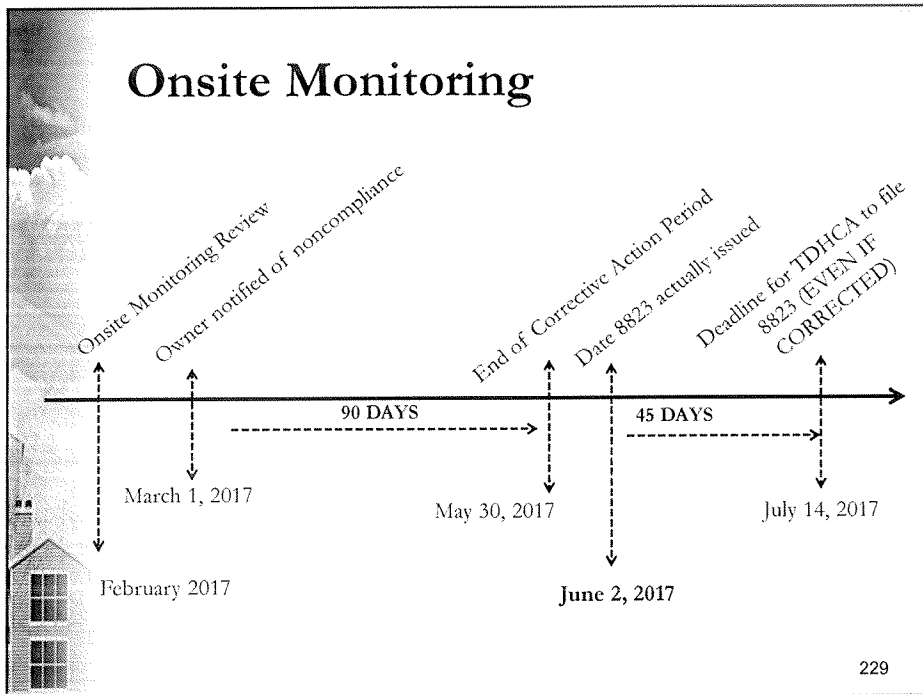 Onsite Monitoring
Onsite Monitoring Review
Owner notified of noncompliance
End of Corrective Action Period
Date 8823 actually issued
Deadline for TDHCA to file
8823 (EVEN IF
CORRECTED)
90 DAYS
45 DAYS
March 1, 2017
May 30, 2017
July 14, 2017
February 2017
June 2, 2017
229